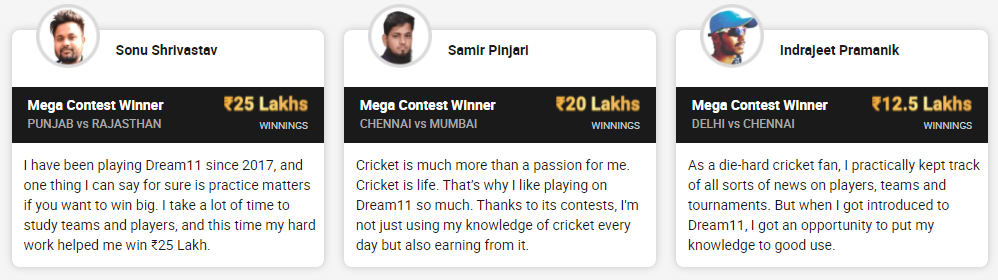 Sonu Shrivastav
Mega Contest Winner
₹25 Lakhs
PUNJAB vs RAJASTHAN
WINNINGS
I have been playing Dream11 since 2017, and
one thing I can say for sure is practice matters
if you want to win big. I take a lot of time to
study teams and players, and this time my hard
work helped me win ₹25 Lakh.
Samir Pinjari
Mega Contest Winner
₹20 Lakhs
CHENNAI vs MUMBAI
WINNINGS
Cricket is much more than a passion for me.
Cricket is life. That's why I like playing on
Dream11 so much. Thanks to its contests, I'm
not just using my knowledge of cricket every
day but also earning from it.
Indrajeet Pramanik
Mega Contest Winner
₹12.5 Lakhs
DELHI vs CHENNAI
WINNINGS
As a die-hard cricket fan, I practically kept track
of all sorts of news on players, teams and
tournaments. But when I got introduced to
Dream11, I got an opportunity to put my
knowledge to good use.